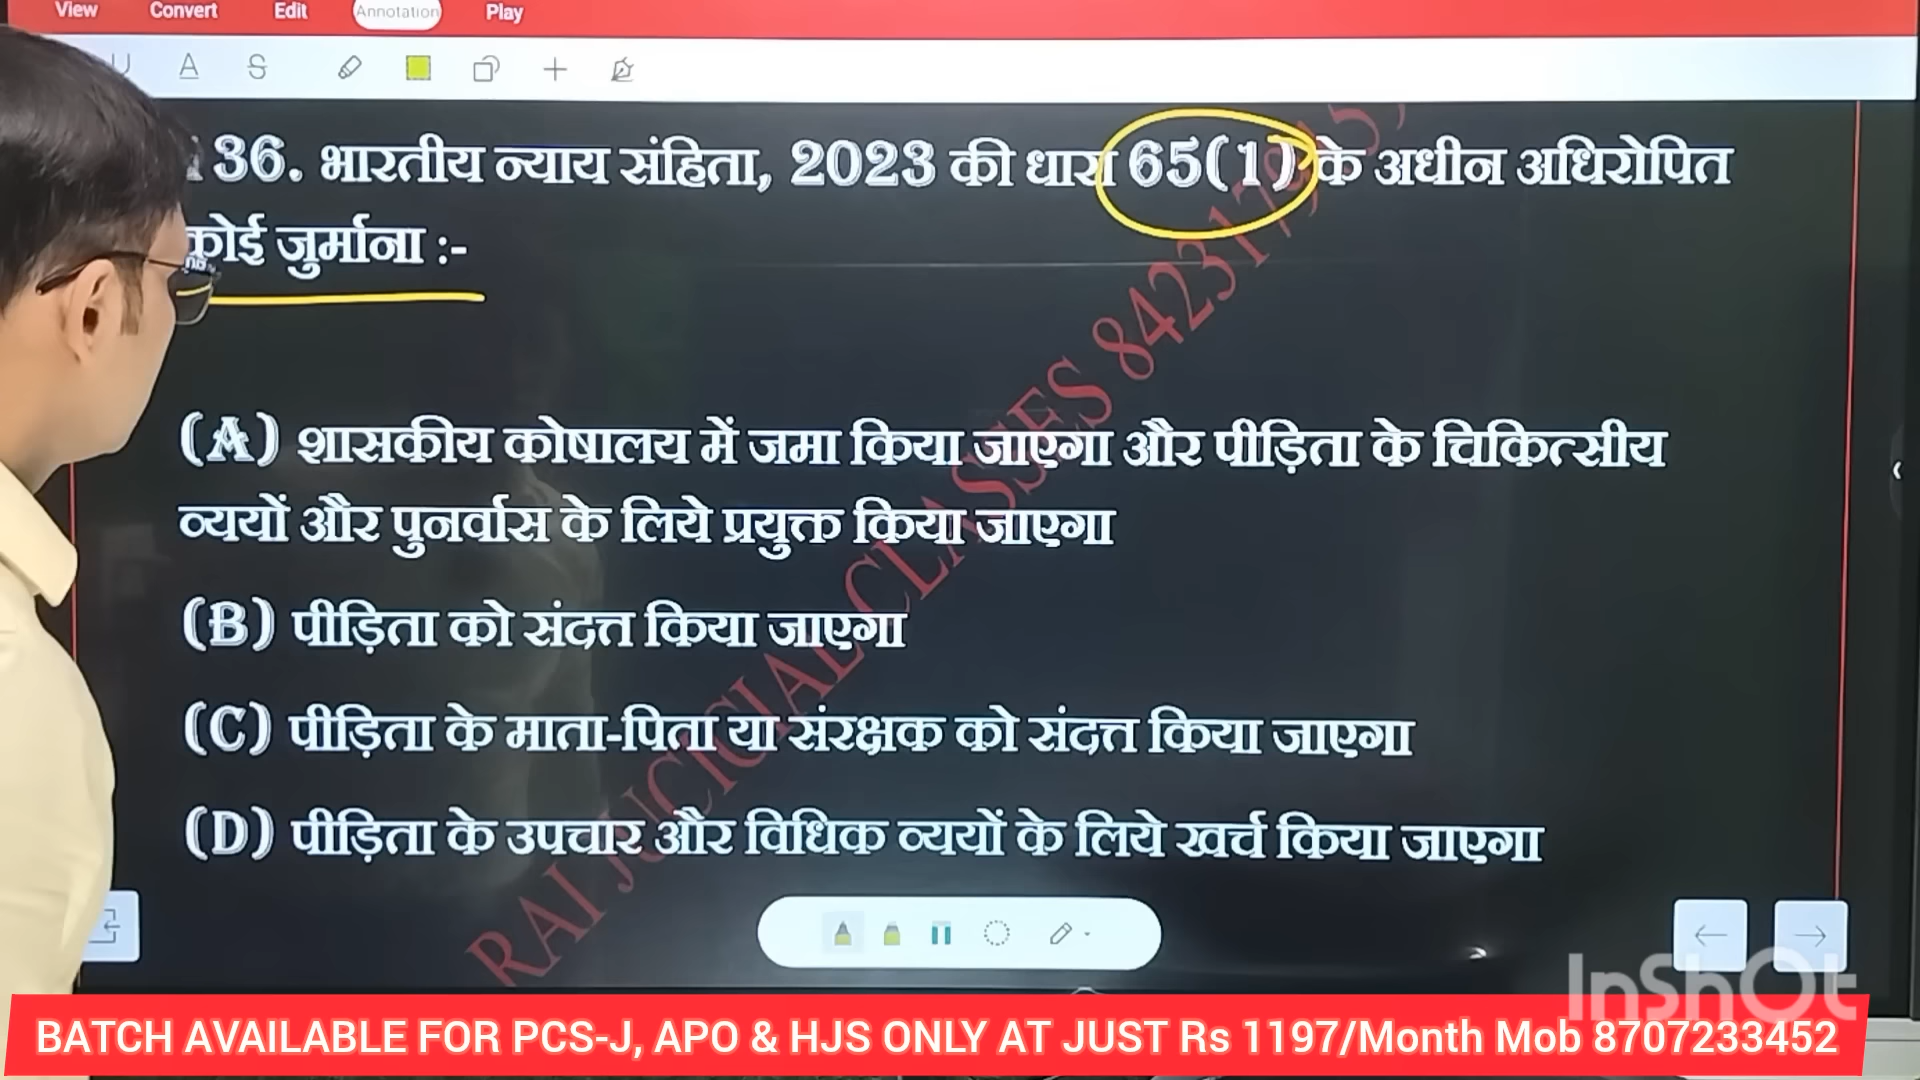 View Convert Edit Annotation Play
U A S
36. भारतीय न्याय संहिता, 2023 की धारा 65(1) के अधीन अधिरोपित
कोई जुर्माना :-
(A) शासकीय कोषालय में जमा किया जाएगा और पीड़िता के चिकित्सीय
व्ययों और पुनर्वास के लिये प्रयुक्त किया जाएगा
(B) पीड़िता को संदत्त किया जाएगा
(C) पीड़िता के माता-पिता या संरक्षक को संदत्त किया जाएगा
(D) पीड़िता के उपचार और विधिक व्ययों के लिये खर्च किया जाएगा
RAI JUCICIAL CLASSES 842317
InShOt
BATCH AVAILABLE FOR PCS-J, APO & HJS ONLY AT JUST Rs 1197/Month Mob 8707233452